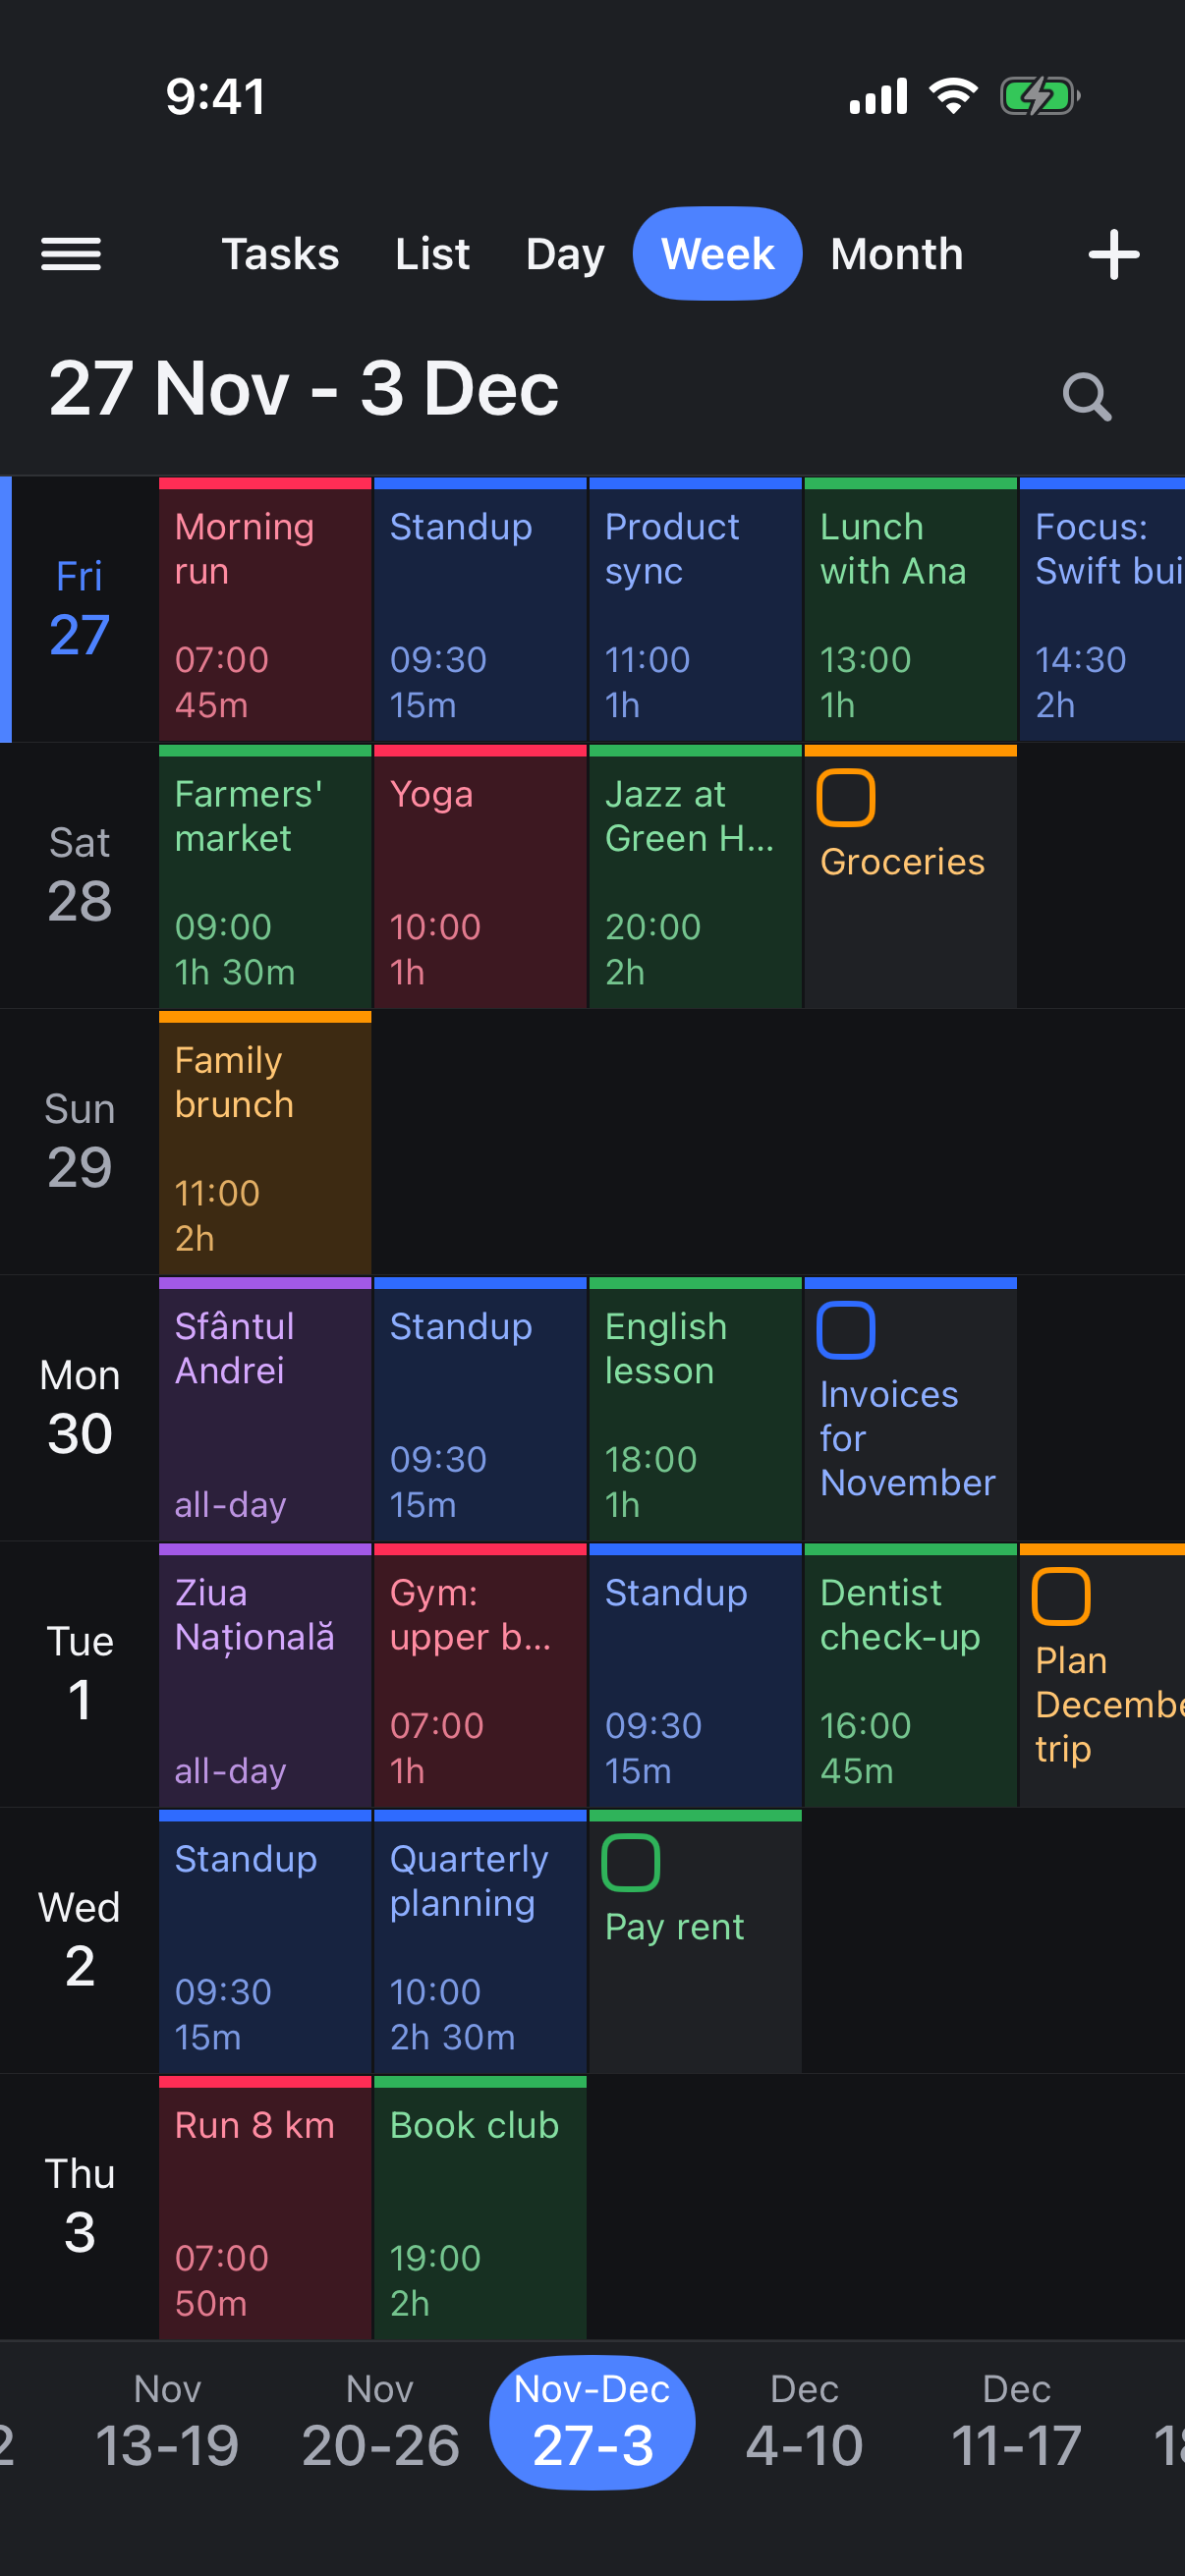 9:41
Tasks List Day Week Month
27 Nov - 3 Dec
Fri
27
Morning
run
07:00
45m
Standup
09:30
15m
Product
sync
11:00
1h
Lunch
with Ana
13:00
1h
Focus:
Swift bui
14:30
2h
Sat
28
Farmers'
market
09:00
1h 30m
Yoga
10:00
1h
Jazz at
Green H...
20:00
2h
Groceries
Sun
29
Family
brunch
11:00
2h
Mon
30
Sfântul
Andrei
all-day
Standup
09:30
15m
English
lesson
18:00
1h
Invoices
for
November
Tue
1
Ziua
Națională
all-day
Gym:
upper b...
07:00
1h
Standup
09:30
15m
Dentist
check-up
16:00
45m
Plan
Decembe
trip
Wed
2
Standup
09:30
15m
Quarterly
planning
10:00
2h 30m
Pay rent
Thu
3
Run 8 km
07:00
50m
Book club
19:00
2h
2
Nov
13-19
Nov
20-26
Nov-Dec
27-3
Dec
4-10
Dec
11-17
18